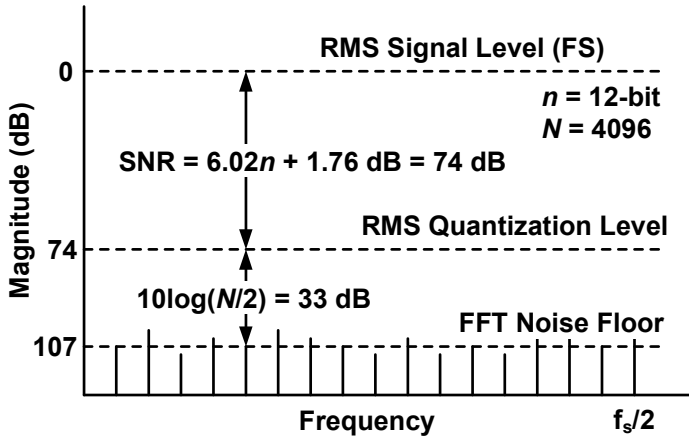 RMS Signal Level (FS)
0
n = 12-bit
N = 4096
SNR = 6.02n + 1.76 dB = 74 dB
RMS Quantization Level
74
10log(N/2) = 33 dB
FFT Noise Floor
107
Magnitude (dB)
Frequency
fₛ/2